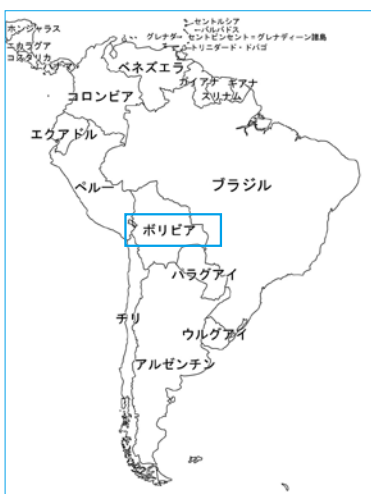 セントルシア
ホンジャラス
バルバドス
グレナダ
セントビンセント=グレナディーン諸島
ニカラグア
トリニダード・ドバゴ
コスタリカ
パナマ
ベネズエラ
ガイアナ
ギアナ
スリナム
コロンビア
エクアドル
ペルー
ブラジル
ボリビア
パラグアイ
チリ
ウルグアイ
アルゼンチン